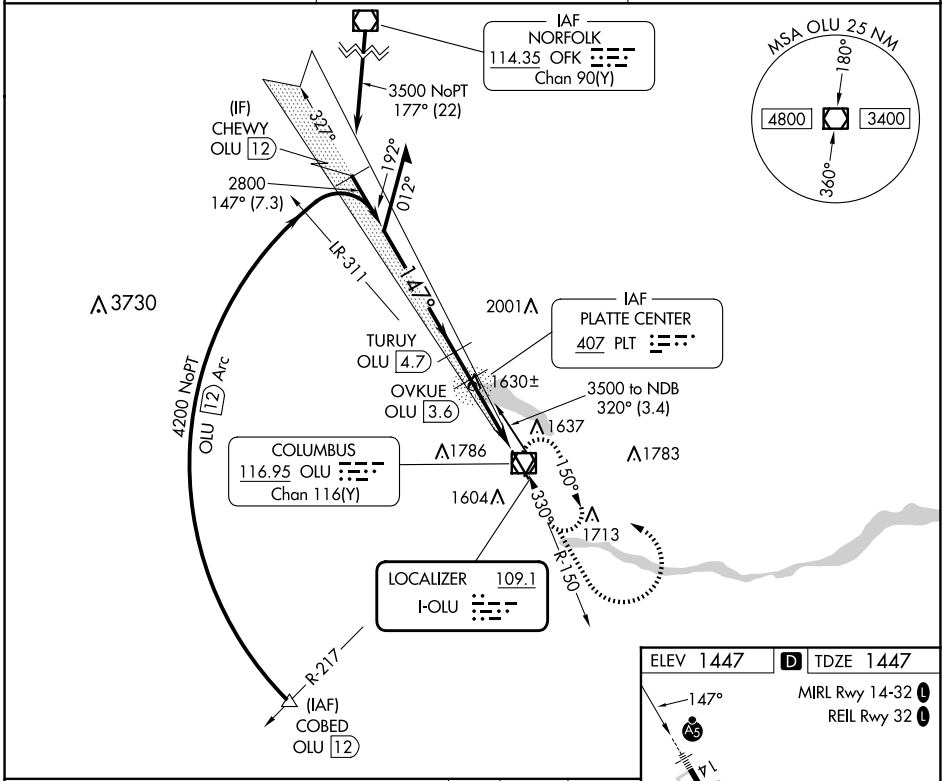 IAF
NORFOLK
114.35 OFK
Chan 90(Y)
3500 NoPT
177° (22)
MSA OLU 25 NM
180°
4800
3400
360°
(IF)
CHEWY
OLU 12
327°
192°
012°
2800
147° (7.3)
LR-311
147°
3730
2001
IAF
PLATTE CENTER
407 PLT
TURUY
OLU 4.7
1630±
OVKUE
OLU 3.6
3500 to NDB
320° (3.4)
4200 NoPT
OLU 12 Arc
1637
COLUMBUS
116.95 OLU
Chan 116(Y)
1786
1783
150°
1604
330°
1713
R-150
LOCALIZER 109.1
I-OLU
R-217
(IAF)
COBED
OLU 12
ELEV 1447 D TDZE 1447
147°
MIRL Rwy 14-32 L
REIL Rwy 32 L
A5
14